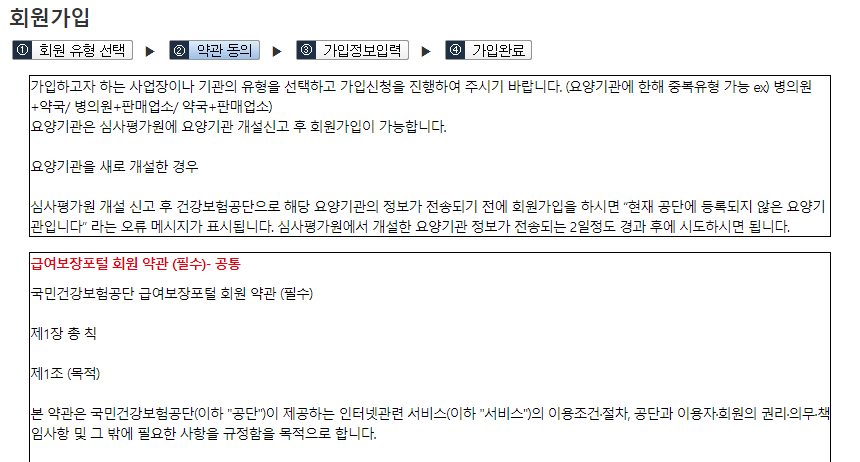 회원가입
① 회원 유형 선택 ▶ ② 약관 동의 ▶ ③ 가입정보입력 ▶ ④ 가입완료
가입하고자 하는 사업장이나 기관의 유형을 선택하고 가입신청을 진행하여 주시기 바랍니다. (요양기관에 한해 중복유형 가능 ex) 병의원
+약국/ 병의원+판매업소/ 약국+판매업소)
요양기관은 심사평가원에 요양기관 개설신고 후 회원가입이 가능합니다.
요양기관을 새로 개설한 경우
심사평가원 개설 신고 후 건강보험공단으로 해당 요양기관의 정보가 전송되기 전에 회원가입을 하시면 "현재 공단에 등록되지 않은 요양기
관입니다" 라는 오류 메시지가 표시됩니다. 심사평가원에서 개설한 요양기관 정보가 전송되는 2일정도 경과 후에 시도하시면 됩니다.
급여보장포털 회원 약관 (필수)- 공통
국민건강보험공단 급여보장포털 회원 약관 (필수)
제1장 총 칙
제1조 (목적)
본 약관은 국민건강보험공단(이하 "공단")이 제공하는 인터넷관련 서비스(이하 "서비스")의 이용조건·절차, 공단과 이용자·회원의 권리·의무·책
임사항 및 그 밖에 필요한 사항을 규정함을 목적으로 합니다.